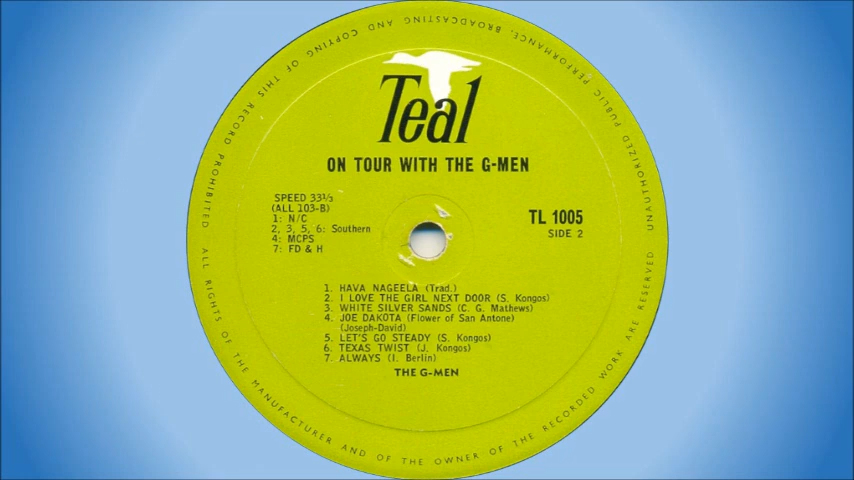 UNAUTHORIZED PUBLIC PERFORMANCE, BROADCASTING AND COPYING OF THIS RECORD PROHIBITED
ALL RIGHTS OF THE MANUFACTURER AND OF THE OWNER OF THE RECORDED WORK ARE RESERVED
Teal
ON TOUR WITH THE G-MEN
SPEED 33⅓
(ALL 103-B)
1: N/C
2, 3, 5, 6: Southern
4: MCPS
7: FD & H
TL 1005
SIDE 2
1. HAVA NAGEELA (Trad.)
2. I LOVE THE GIRL NEXT DOOR (S. Kongos)
3. WHITE SILVER SANDS (C. G. Mathews)
4. JOE DAKOTA (Flower of San Antone)
(Joseph-David)
5. LET'S GO STEADY (S. Kongos)
6. TEXAS TWIST (J. Kongos)
7. ALWAYS (I. Berlin)
THE G-MEN